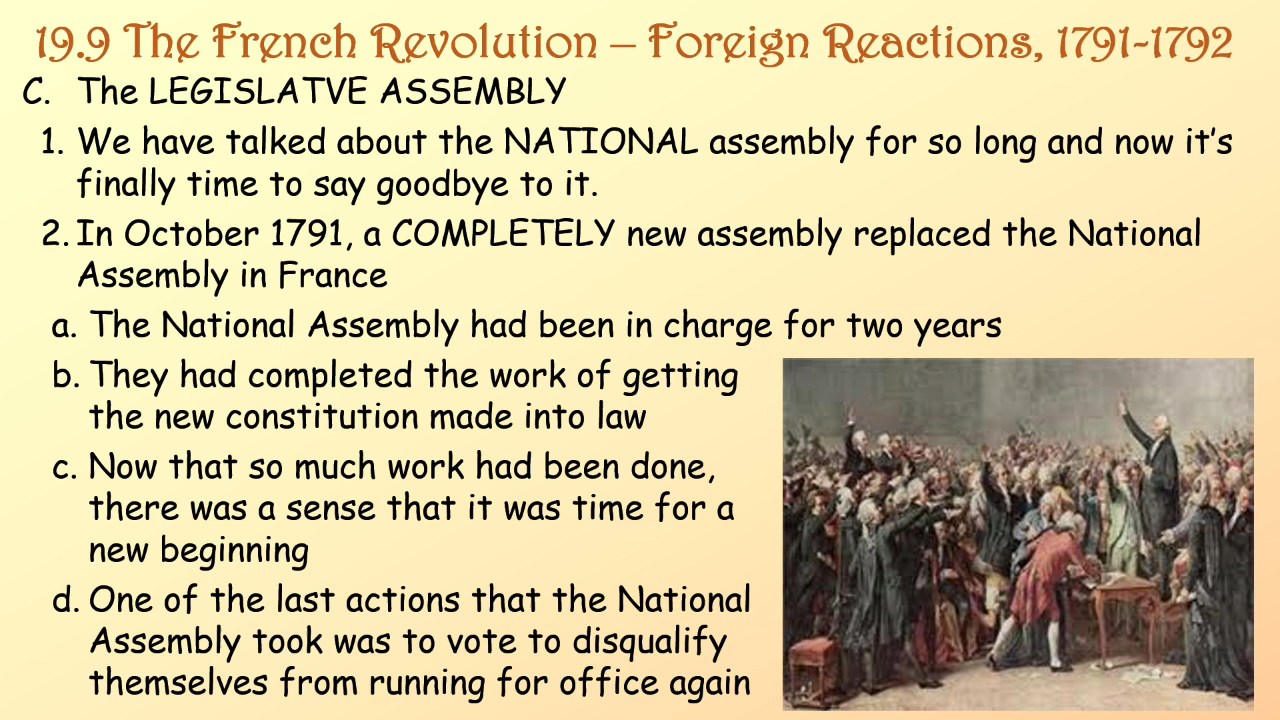 19.9 The French Revolution – Foreign Reactions, 1791-1792
C. The LEGISLATVE ASSEMBLY
1. We have talked about the NATIONAL assembly for so long and now it’s
finally time to say goodbye to it.
2. In October 1791, a COMPLETELY new assembly replaced the National
Assembly in France
a. The National Assembly had been in charge for two years
b. They had completed the work of getting
the new constitution made into law
c. Now that so much work had been done,
there was a sense that it was time for a
new beginning
d. One of the last actions that the National
Assembly took was to vote to disqualify
themselves from running for office again